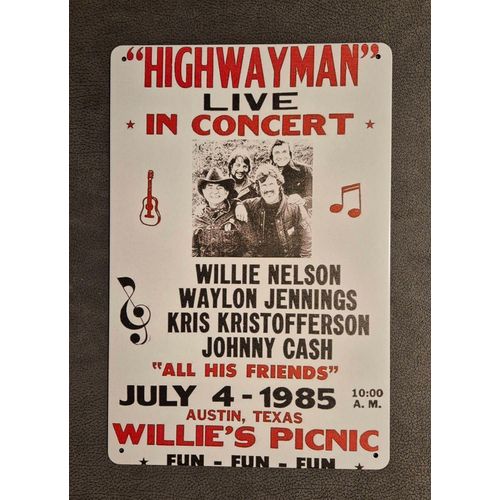 "HIGHWAYMAN"
LIVE
★ IN CONCERT ★
WILLIE NELSON
WAYLON JENNINGS
KRIS KRISTOFFERSON
JOHNNY CASH
"ALL HIS FRIENDS"
JULY 4 - 1985 10:00 A. M.
AUSTIN, TEXAS
WILLIE'S PICNIC
★ FUN - FUN - FUN ★